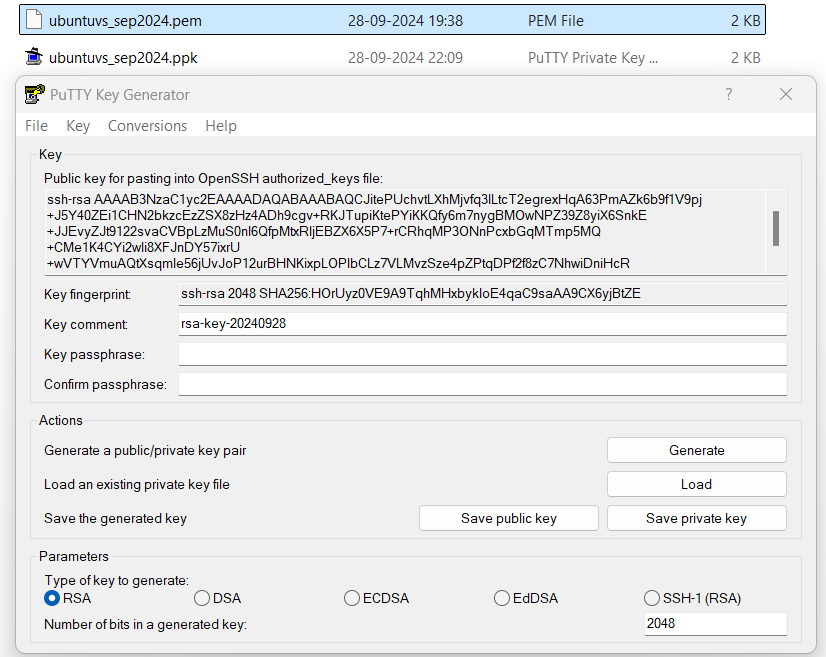 ubuntuvs_sep2024.pem 28-09-2024 19:38 PEM File 2 KB
ubuntuvs_sep2024.ppk 28-09-2024 22:09 PuTTY Private Key ... 2 KB
PuTTY Key Generator ? ×
File Key Conversions Help
Key
Public key for pasting into OpenSSH authorized_keys file:
ssh-rsa AAAAB3NzaC1yc2EAAAADAQABAAABAQCJitePUchvtLXhMjvfq3lLtcT2egrexHqA63PmAZk6b9f1V9pj
+J5Y40ZEi1CHN2bkzcEzZSX8zHz4ADh9cgv+RKJTupiKtePYiKKQfy6m7nygBMOwNPZ39Z8yiX6SnkE
+JJEvyZJt9122svaCVBpLzMuS0nl6QfpMtxRIjEBZX6X5P7+rCRhqMP3ONnPcxbGqMTmp5MQ
+CMe1K4CYi2wli8XFJnDY57ixrU
+wVTYVmuAQtXsqmle56jUvJoP12urBHNKixpLOPIbCLz7VLMvzSze4pZPtqDPf2f8zC7NhwiDniHcR
Key fingerprint: ssh-rsa 2048 SHA256:HOrUyz0VE9A9TqhMHxbykloE4qaC9saAA9CX6yjBtZE
Key comment: rsa-key-20240928
Key passphrase:
Confirm passphrase:
Actions
Generate a public/private key pair Generate
Load an existing private key file Load
Save the generated key Save public key Save private key
Parameters
Type of key to generate:
RSA DSA ECDSA EdDSA SSH-1 (RSA)
Number of bits in a generated key: 2048